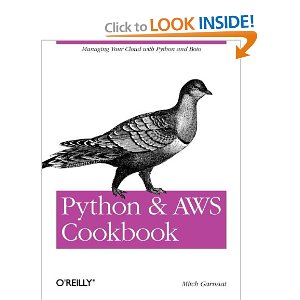 Click to LOOK INSIDE!
Managing Your Cloud with Python and Boto
Python & AWS
Cookbook
O'REILLY®
Mitch Garnaat